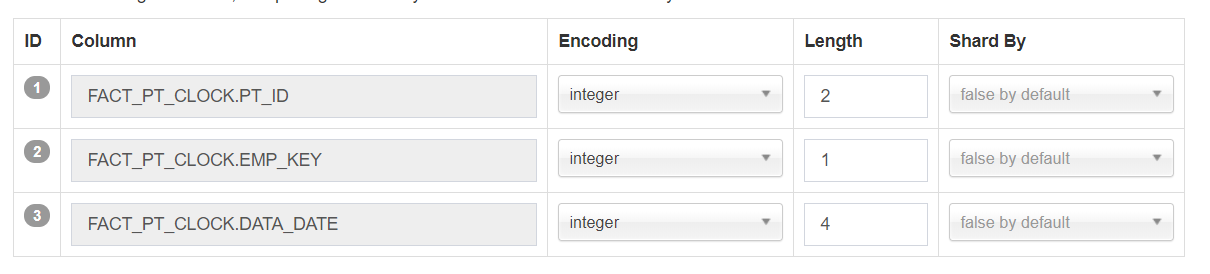 ID Column Encoding Length Shard By
1 FACT_PT_CLOCK.PT_ID integer 2 false by default
2 FACT_PT_CLOCK.EMP_KEY integer 1 false by default
3 FACT_PT_CLOCK.DATA_DATE integer 4 false by default